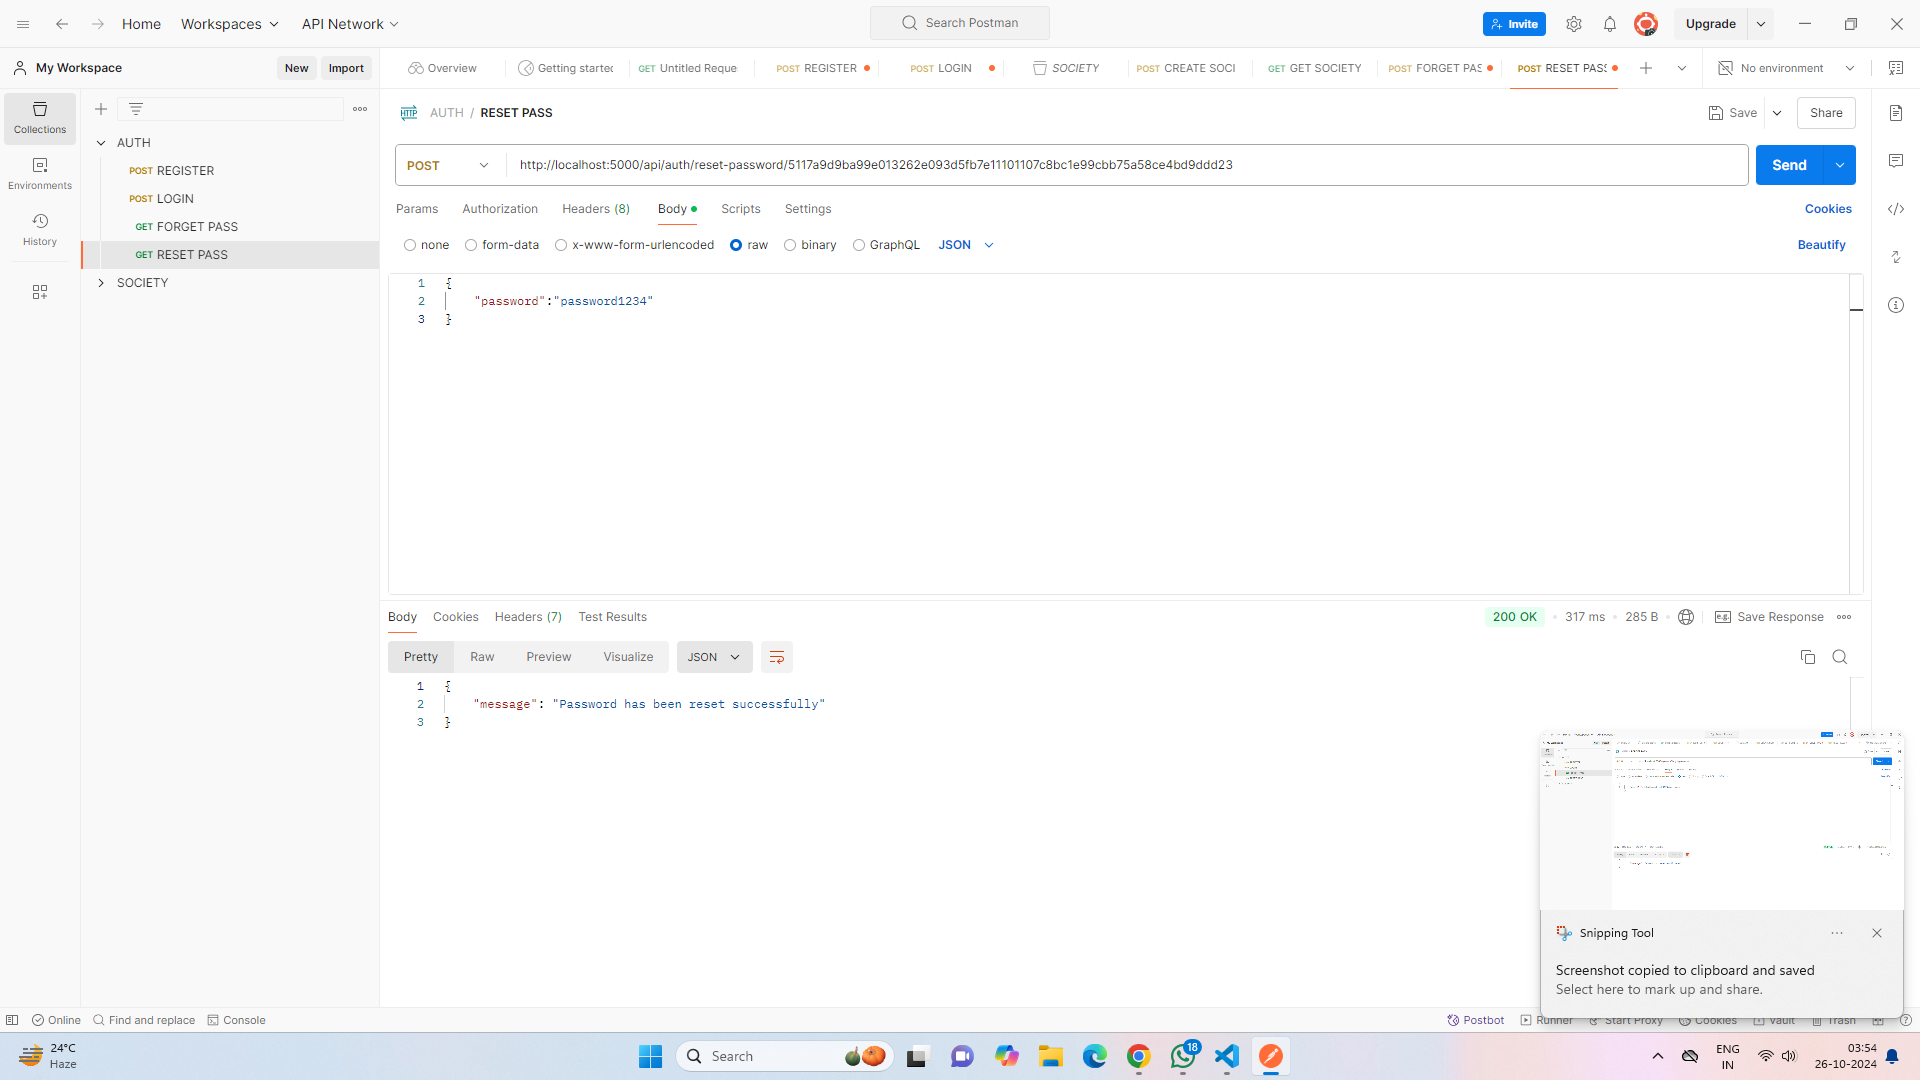 Home Workspaces API Network Search Postman Invite Upgrade
My Workspace New Import Overview Getting started GET Untitled Reque POST REGISTER POST LOGIN SOCIETY POST CREATE SOCI GET GET SOCIETY POST FORGET PAS POST RESET PASS No environment
Collections
Environments
History
AUTH
POST REGISTER
POST LOGIN
GET FORGET PASS
GET RESET PASS
SOCIETY
HTTP AUTH / RESET PASS Save Share
POST http://localhost:5000/api/auth/reset-password/5117a9d9ba99e013262e093d5fb7e11101107c8bc1e99cbb75a58ce4bd9ddd23 Send
Params Authorization Headers (8) Body Scripts Settings Cookies
none form-data x-www-form-urlencoded raw binary GraphQL JSON Beautify
1 {
2 "password":"password1234"
3 }
Body Cookies Headers (7) Test Results 200 OK 317 ms 285 B e.g. Save Response
Pretty Raw Preview Visualize JSON
1 {
2 "message": "Password has been reset successfully"
3 }
Snipping Tool
Screenshot copied to clipboard and saved
Select here to mark up and share.
Online Find and replace Console Postbot Runner Start Proxy Cookies Vault Trash
24°C
Haze
Search
18
ENG
IN
03:54
26-10-2024